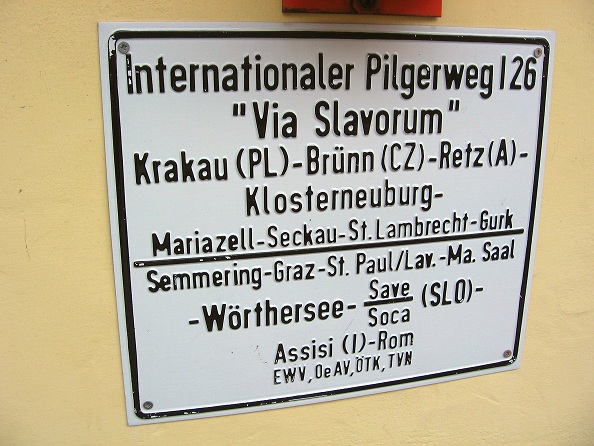 Internationaler Pilgerweg I 26
"Via Slavorum"
Krakau (PL)-Brünn (CZ)-Retz (A)-
Klosterneuburg-
Mariazell-Seckau-St. Lambrecht-Gurk
Semmering-Graz-St. Paul/Lav.-Ma. Saal
-Wörthersee- Save (SLO)-
Soca
Assisi (I)-Rom
EWV, OeAV, ÖTK, TVN